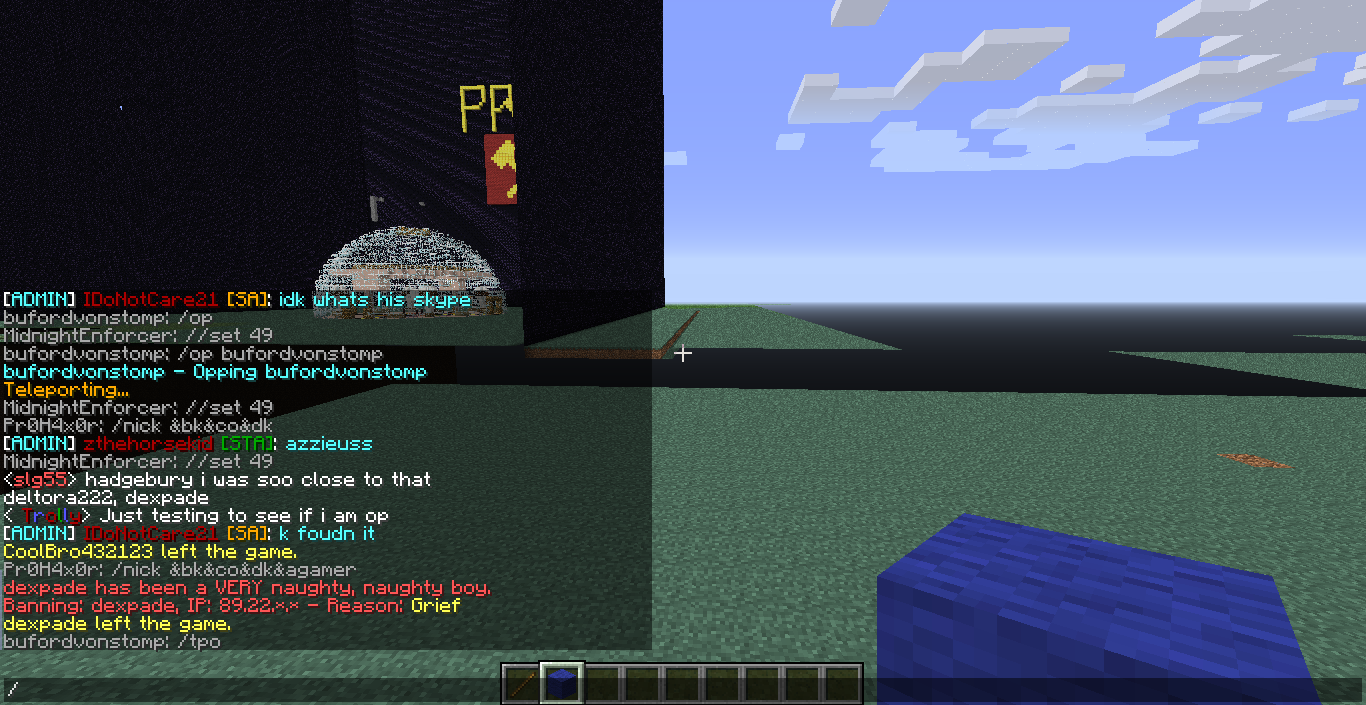 PP
[ADMIN] IDoNotCare21 [SA]: idk whats his skype
bufordvonstomp: /op
MidnightEnforcer: //set 49
bufordvonstomp: /op bufordvonstomp
bufordvonstomp - Opping bufordvonstomp
Teleporting...
MidnightEnforcer: //set 49
Pr0H4x0r: /nick &bk&co&dk
[ADMIN] zthehorsekid [STA]: azzieuss
MidnightEnforcer: //set 49
<slg55> hadgebury i was soo close to that
deltora222, dexpade
< Trolly> Just testing to see if i am op
[ADMIN] IDoNotCare21 [SA]: k foudn it
CoolBro432123 left the game.
Pr0H4x0r: /nick &bk&co&dk&agamer
dexpade has been a VERY naughty, naughty boy.
Banning: dexpade, IP: 89.22.*.* - Reason: Grief
dexpade left the game.
bufordvonstomp: /tpo
/